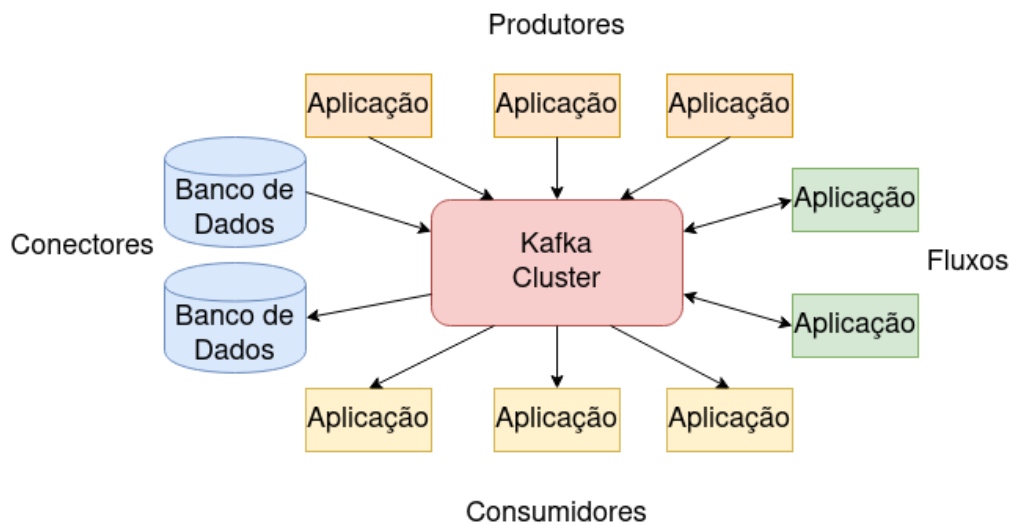 Produtores
Aplicação
Aplicação
Aplicação
Banco de
Dados
Aplicação
Conectores
Kafka
Cluster
Fluxos
Banco de
Dados
Aplicação
Aplicação
Aplicação
Aplicação
Consumidores